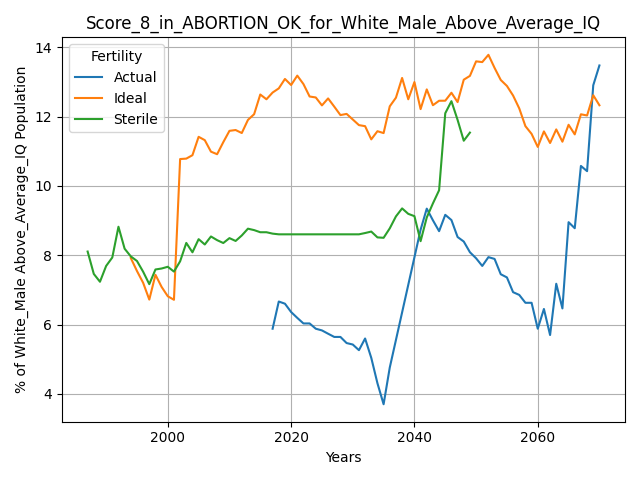 Score_8_in_ABORTION_OK_for_White_Male_Above_Average_IQ
% of White_Male Above_Average_IQ Population
14
12
10
8
6
4
Fertility
Actual
Ideal
Sterile
2000
2020
2040
2060
Years